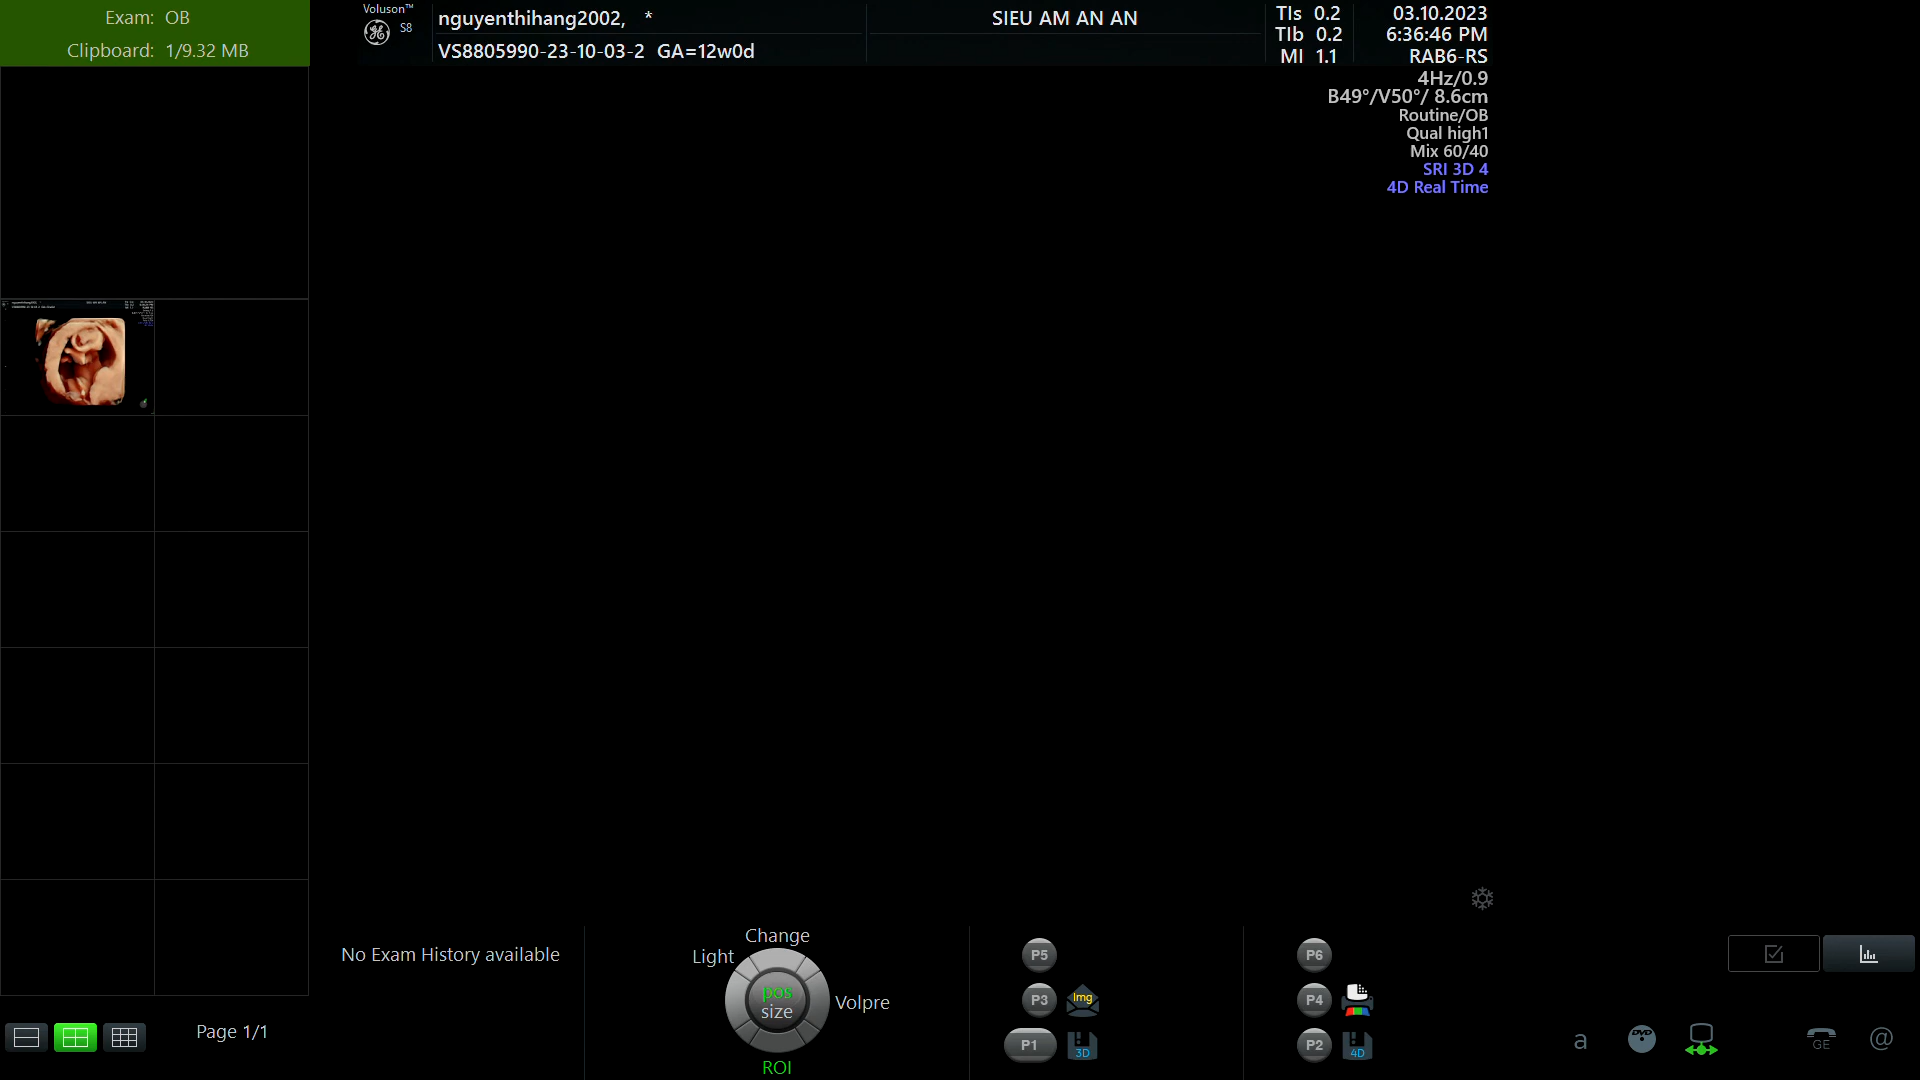 Exam: OB
Clipboard: 1/9.32 MB
Voluson™
S8
nguyenthihang2002, *
VS8805990-23-10-03-2 GA=12w0d
SIEU AM AN AN
TIs 0.2
TIb 0.2
MI 1.1
03.10.2023
6:36:46 PM
RAB6-RS
4Hz/0.9
B49°/V50°/ 8.6cm
Routine/OB
Qual high1
Mix 60/40
SRI 3D 4
4D Real Time
No Exam History available
Change
Light
pos
size
Volpre
ROI
P5
P3 Img
P1 3D
P6
P4
P2 4D
Page 1/1
a
DVD
GE
@